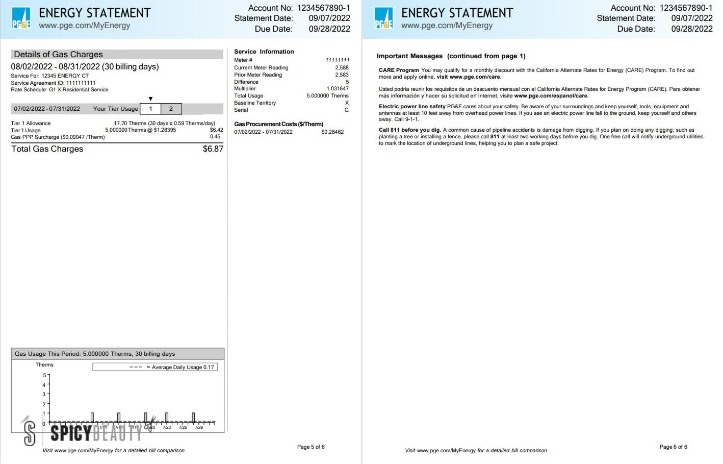 PG&E
ENERGY STATEMENT
www.pge.com/MyEnergy
Account No: 1234567890-1
Statement Date: 09/07/2022
Due Date: 09/28/2022
Details of Gas Charges
08/02/2022 - 08/31/2022 (30 billing days)
Service For: 12345 ENERGY CT
Service Agreement ID: 1111111111
Rate Schedule: G1 X Residential Service
07/02/2022 - 07/31/2022 Your Tier Usage 1 2
Tier 1 Allowance 17.70 Therms (30 days x 0.59 Therms/day)
Tier 1 Usage 5.000000 Therms @ $1.28395 $6.42
Gas PPP Surcharge ($0.09047 /Therm) 0.45
Total Gas Charges $6.87
Service Information
Meter #
Current Meter Reading 2,588
Prior Meter Reading 2,583
Difference 5
Multiplier 1.031647
Total Usage 5.000000 Therms
Baseline Territory X
Serial G
Gas Procurement Costs ($/Therm)
07/02/2022 - 07/31/2022 $0.28462
Gas Usage This Period: 5.000000 Therms, 30 billing days
Therms
= Average Daily Usage 0.17
5
4
3
2
1
0
7/23 7/26 7/29
SPICYBEAUTY
Visit www.pge.com/MyEnergy for a detailed bill comparison
Page 5 of 6
PG&E
ENERGY STATEMENT
www.pge.com/MyEnergy
Account No: 1234567890-1
Statement Date: 09/07/2022
Due Date: 09/28/2022
Important Messages (continued from page 1)
CARE Program You may qualify for a monthly discount with the California Alternate Rates for Energy (CARE) Program. To find out
more and apply online, visit www.pge.com/care.
Usted podria reunir los requisitos de un descuento mensual con el California Alternate Rates for Energy (CARE) Program. Para obtener
más información y hacer su solicitud en Internet, visite www.pge.com/espanol/care.
Electric power line safety PG&E cares about your safety. Be aware of your surroundings and keep yourself, tools, equipment and
antennas at least 10 feet away from overhead power lines. If you see an electric power line fall to the ground, keep yourself and others
away. Call 9-1-1.
Call 811 before you dig. A common cause of pipeline accidents is damage from digging. If you plan on doing any digging, such as
planting a tree or installing a fence, please call 811 at least two working days before you dig. One free call will notify underground utilities
to mark the location of underground lines, helping you to plan a safe project.
Visit www.pge.com/MyEnergy for a detailed bill comparison
Page 6 of 6